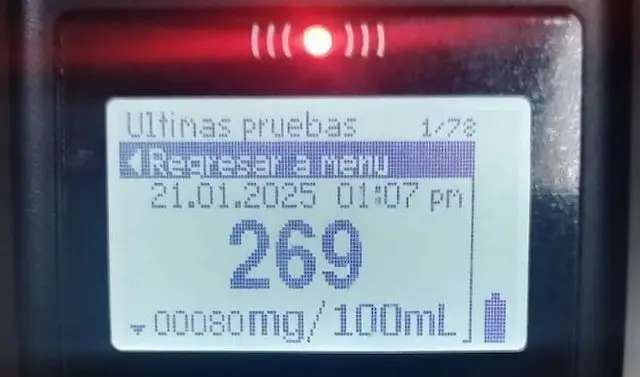 Ultimas pruebas 1/78
Regresar a menu
21.01.2025 01:07 pm
269
00080 mg/100mL